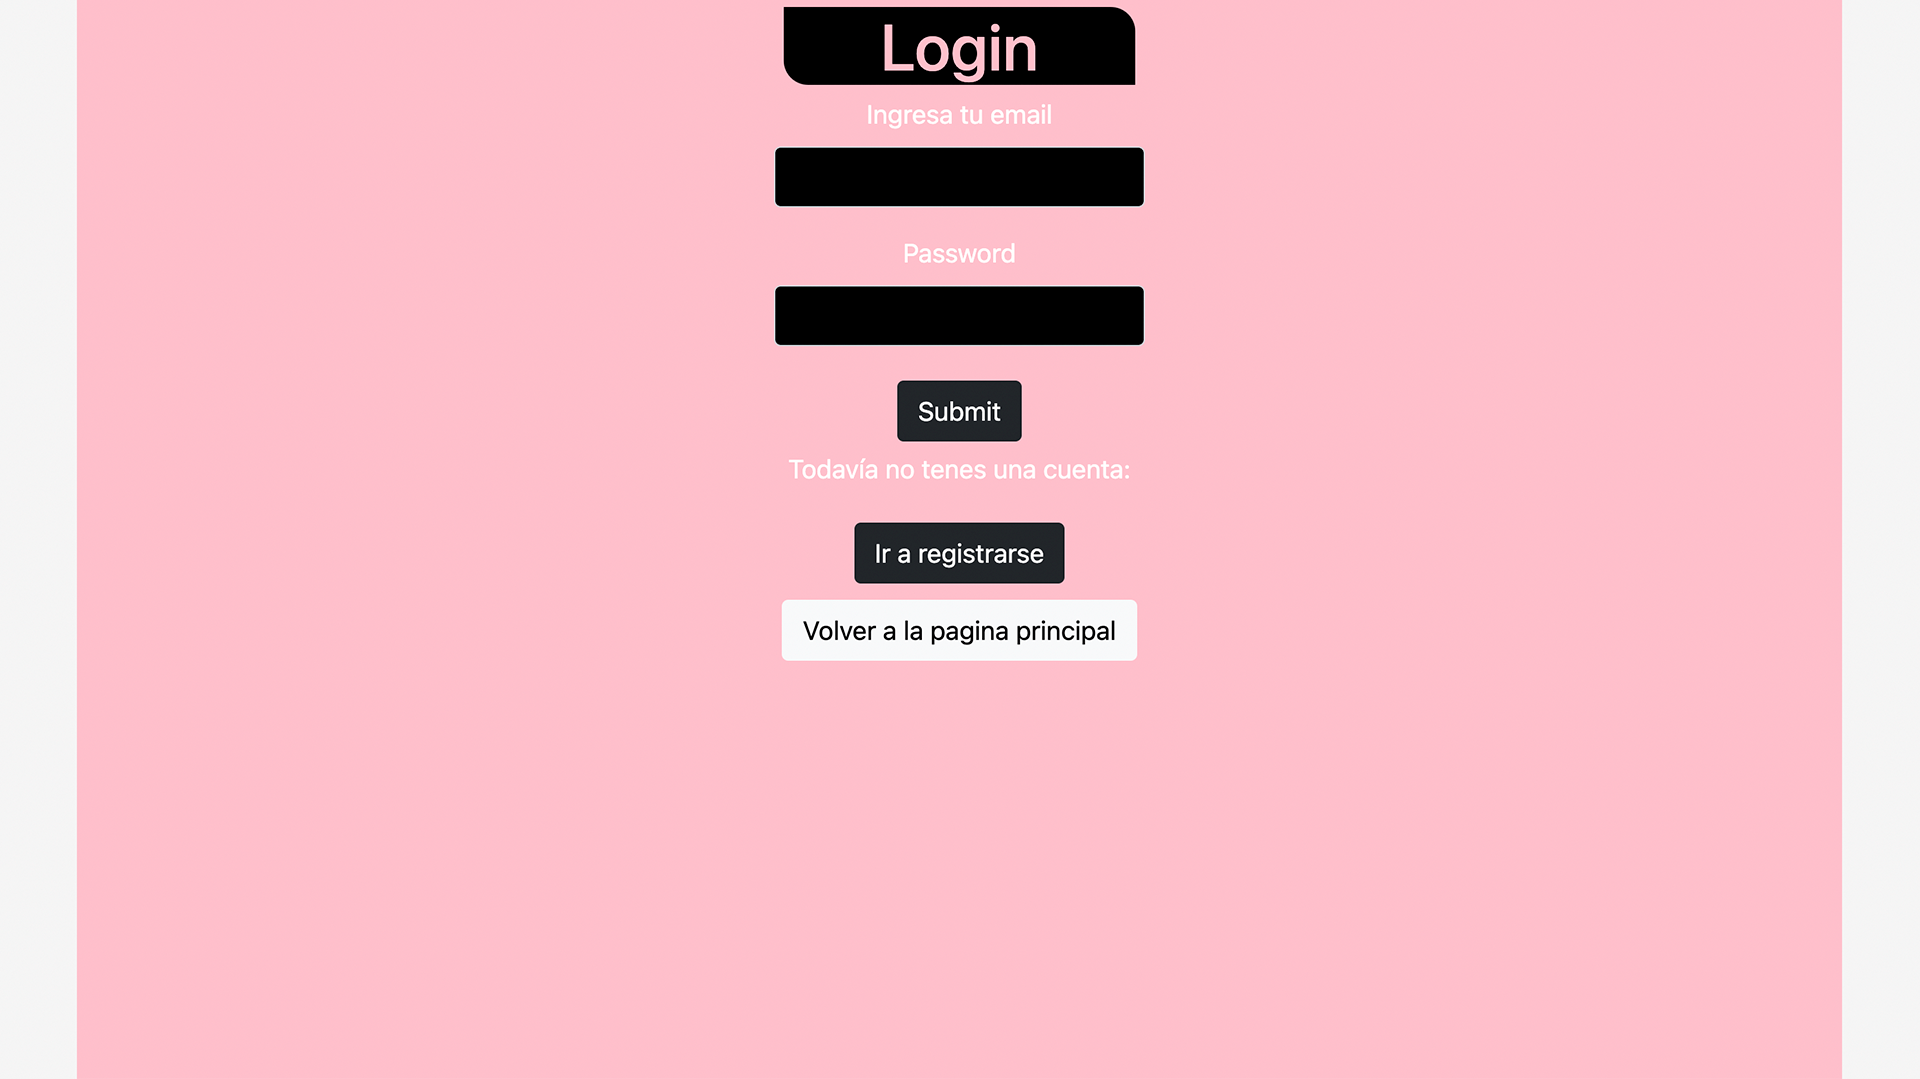 Login
Ingresa tu email
Password
Submit
Todavía no tenes una cuenta:
Ir a registrarse
Volver a la pagina principal